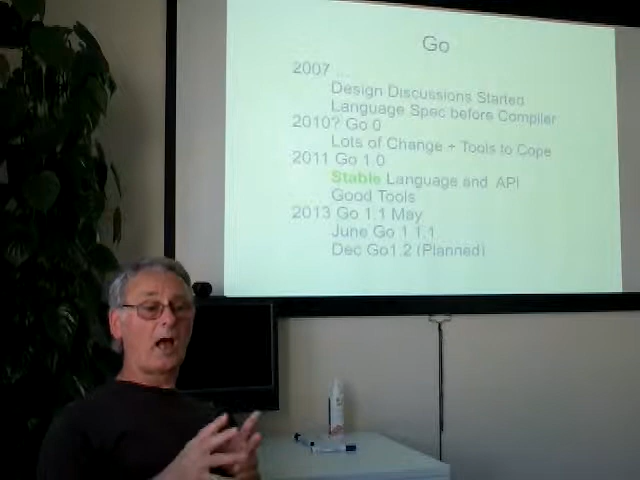 Go
2007 ...
Design Discussions Started
Language Spec before Compiler
2010? Go 0
Lots of Change + Tools to Cope
2011 Go 1.0
Stable Language and API
Good Tools
2013 Go 1.1 May
June Go 1.1.1
Dec Go1.2 (Planned)